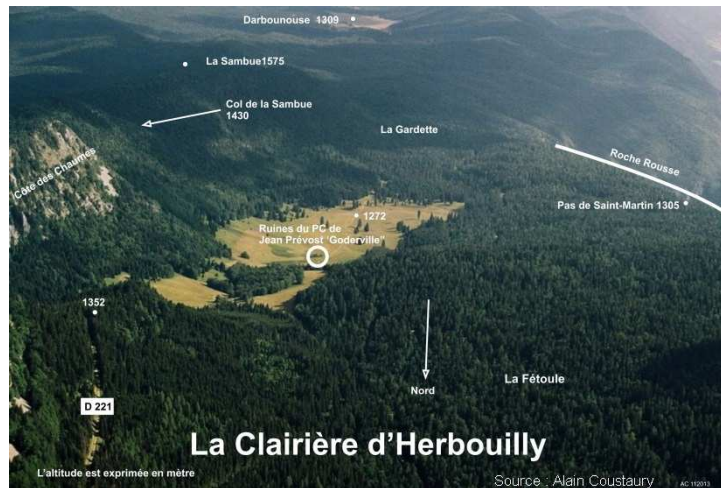 Darbounouse 1309
La Sambue1575
Col de la Sambue
1430
La Gardette
Côte des Chaumes
Roche Rousse
Pas de Saint-Martin 1305
1272
Ruines du PC de
Jean Prévost 'Goderville"
1352
D 221
Nord
La Fétoule
La Clairière d'Herbouilly
L'altitude est exprimée en mètre
Source : Alain Coustaury
AC 112013